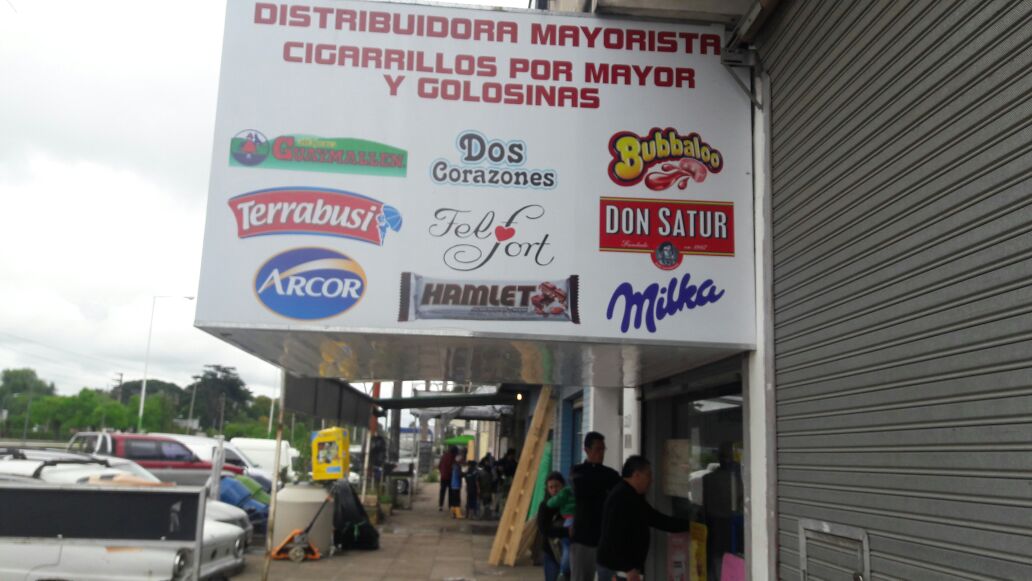 DISTRIBUIDORA MAYORISTA
CIGARRILLOS POR MAYOR
Y GOLOSINAS
GUAYMALLEN
Dos
Corazones
Bubbaloo
Terrabusi
Felfort
DON SATUR
ARCOR
HAMLET
Milka